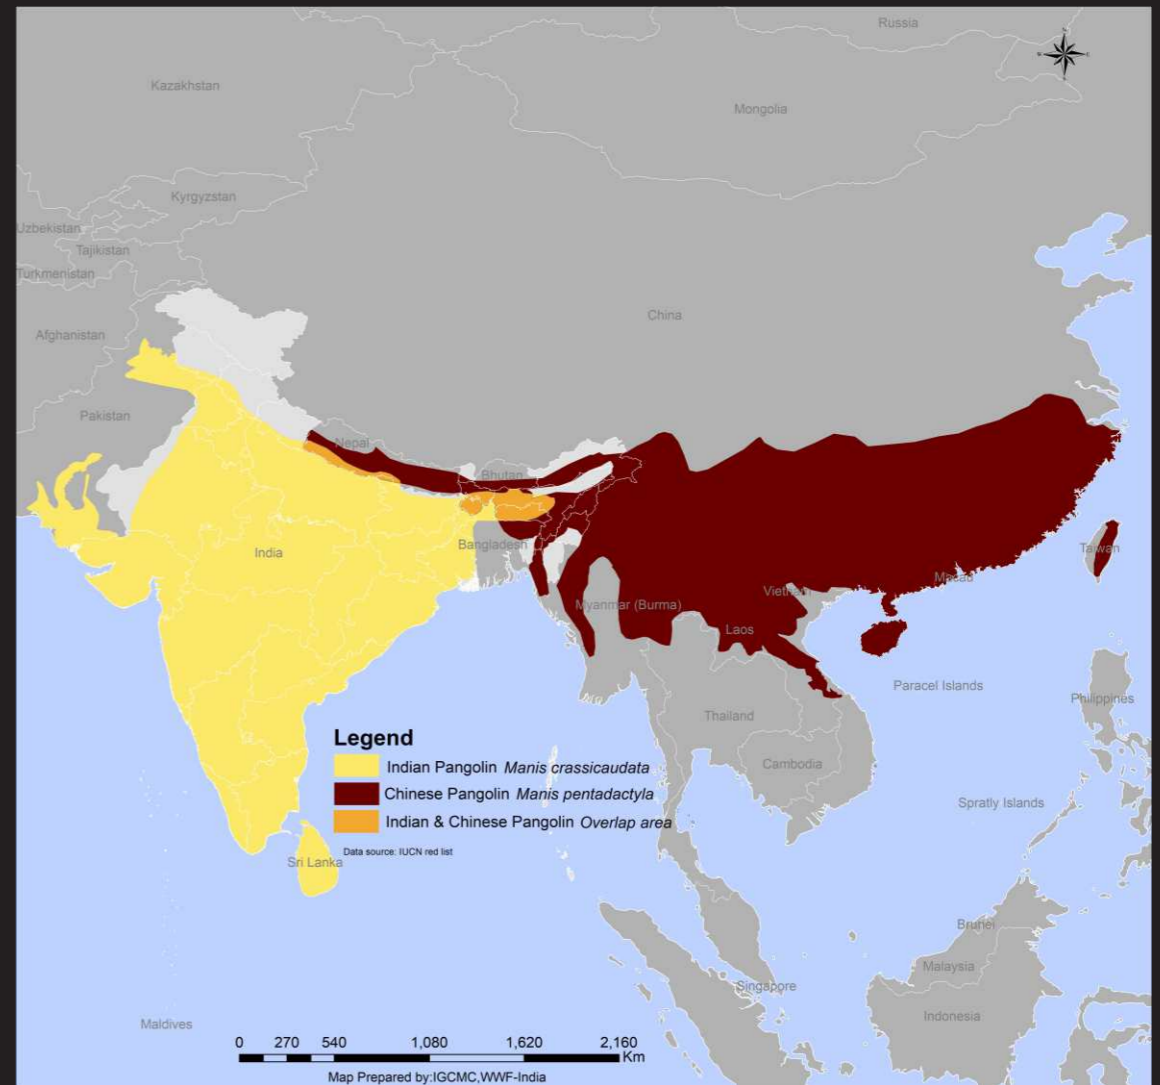 Russia
Kazakhstan
Mongolia
Kyrgyzstan
Uzbekistan
Tajikistan
Turkmenistan
China
Afghanistan
Pakistan
Nepal
Bhutan
India
Bangladesh
Taiwan
Macau
Vietnam
Myanmar (Burma)
Laos
Paracel Islands
Philippines
Thailand
Cambodia
Spratly Islands
Legend
Indian Pangolin Manis crassicaudata
Chinese Pangolin Manis pentadactyla
Indian & Chinese Pangolin Overlap area
Data source: IUCN red list
Sri Lanka
Brunei
Malaysia
Singapore
Indonesia
Maldives
0 270 540 1,080 1,620 2,160
Km
Map Prepared by:IGCMC,WWF-India